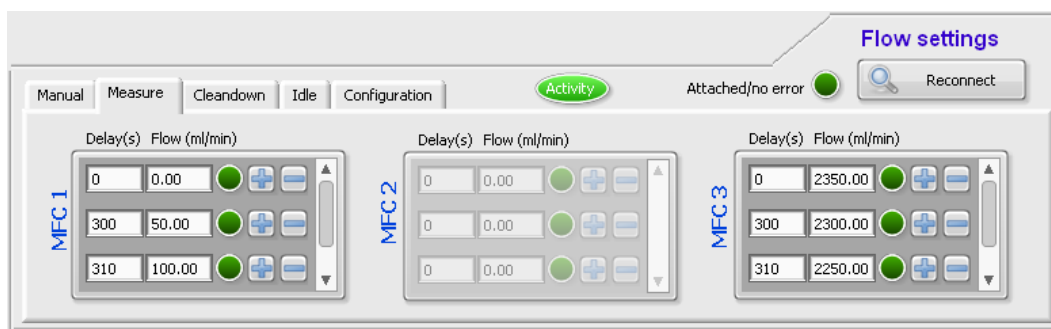 Flow settings
Manual Measure Cleandown Idle Configuration Activity Attached/no error Reconnect
Delay(s) Flow (ml/min) Delay(s) Flow (ml/min) Delay(s) Flow (ml/min)
MFC 1
0 0.00
300 50.00
310 100.00
MFC 2
0 0.00
0 0.00
0 0.00
MFC 3
0 2350.00
300 2300.00
310 2250.00